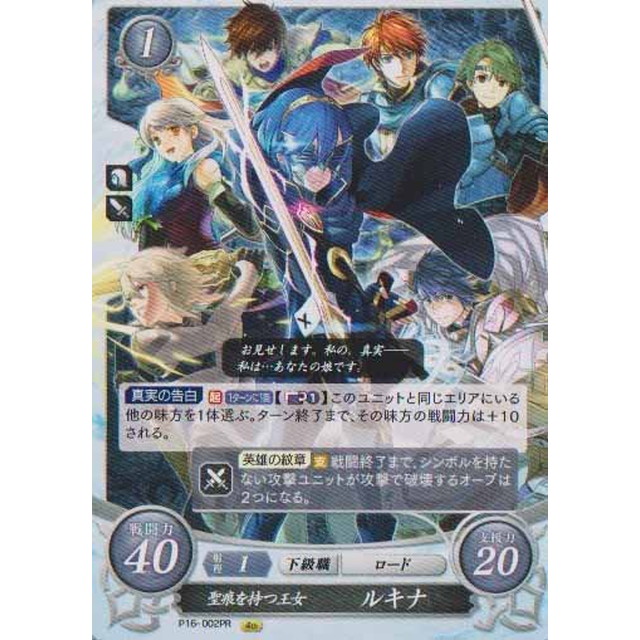 1
お見せします。私の、真実――
私は…あなたの娘です。
真実の告白 起 1ターンに1回 【 1】このユニットと同じエリアにいる
他の味方を1体選ぶ。ターン終了まで、その味方の戦闘力は＋10
される。
英雄の紋章 支 戦闘終了まで、シンボルを持た
ない攻撃ユニットが攻撃で破壊するオーブは
2つになる。
戦闘力
40
射程 1 下級職 ロード
支援力
20
聖痕を持つ王女 ルキナ
P16-002PR